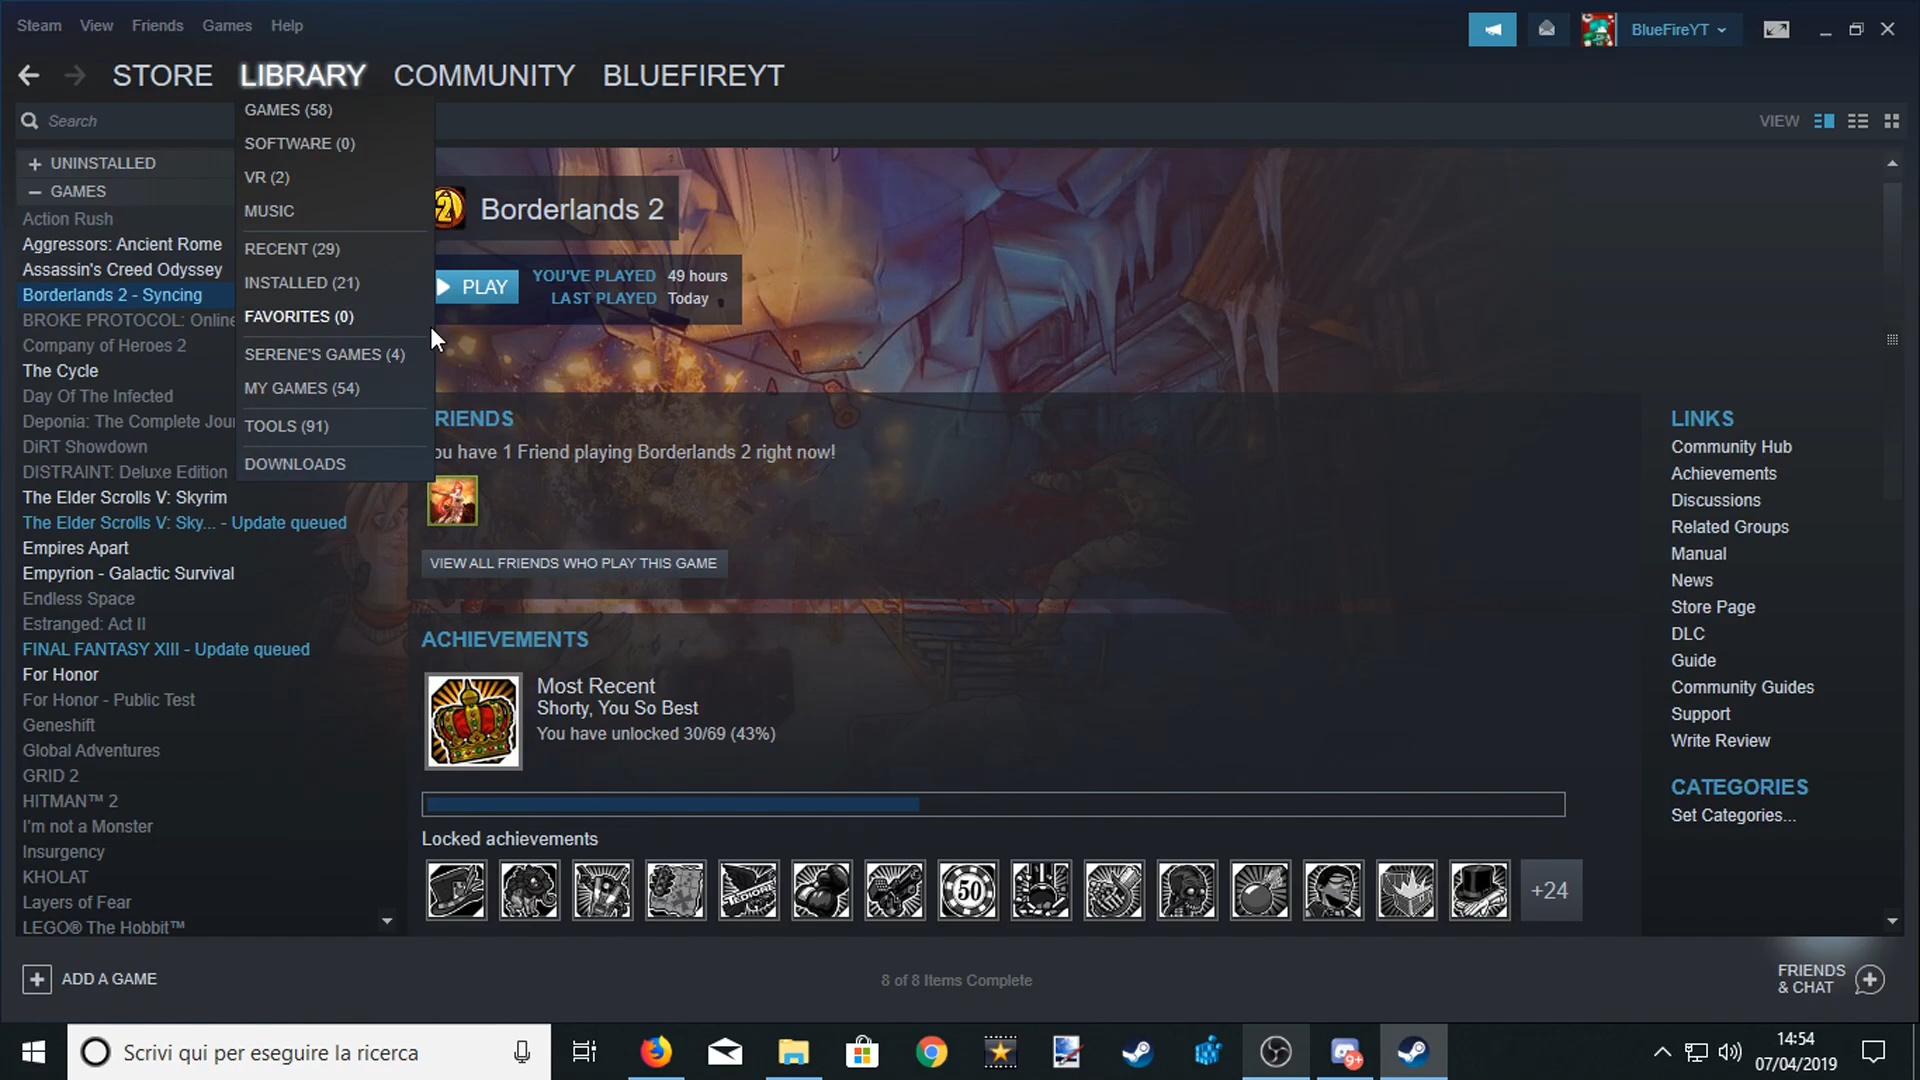 Steam View Friends Games Help
BlueFireYT
STORE LIBRARY COMMUNITY BLUEFIREYT
Search
VIEW
GAMES (58)
SOFTWARE (0)
VR (2)
MUSIC
RECENT (29)
INSTALLED (21)
FAVORITES (0)
SERENE'S GAMES (4)
MY GAMES (54)
TOOLS (91)
DOWNLOADS
+ UNINSTALLED
– GAMES
Action Rush
Aggressors: Ancient Rome
Assassin's Creed Odyssey
Borderlands 2 - Syncing
BROKE PROTOCOL: Online
Company of Heroes 2
The Cycle
Day Of The Infected
Deponia: The Complete Jou
DiRT Showdown
DISTRAINT: Deluxe Edition
The Elder Scrolls V: Skyrim
The Elder Scrolls V: Sky... - Update queued
Empires Apart
Empyrion - Galactic Survival
Endless Space
Estranged: Act II
FINAL FANTASY XIII - Update queued
For Honor
For Honor - Public Test
Geneshift
Global Adventures
GRID 2
HITMAN™ 2
I'm not a Monster
Insurgency
KHOLAT
Layers of Fear
LEGO® The Hobbit™
2
Borderlands 2
PLAY
YOU'VE PLAYED 49 hours
LAST PLAYED Today
RIENDS
ou have 1 Friend playing Borderlands 2 right now!
VIEW ALL FRIENDS WHO PLAY THIS GAME
ACHIEVEMENTS
Most Recent
Shorty, You So Best
You have unlocked 30/69 (43%)
Locked achievements
TEDIORE
50
+24
LINKS
Community Hub
Achievements
Discussions
Related Groups
Manual
News
Store Page
DLC
Guide
Community Guides
Support
Write Review
CATEGORIES
Set Categories...
+ ADD A GAME
8 of 8 Items Complete
FRIENDS
& CHAT
Scrivi qui per eseguire la ricerca
9+
14:54
07/04/2019